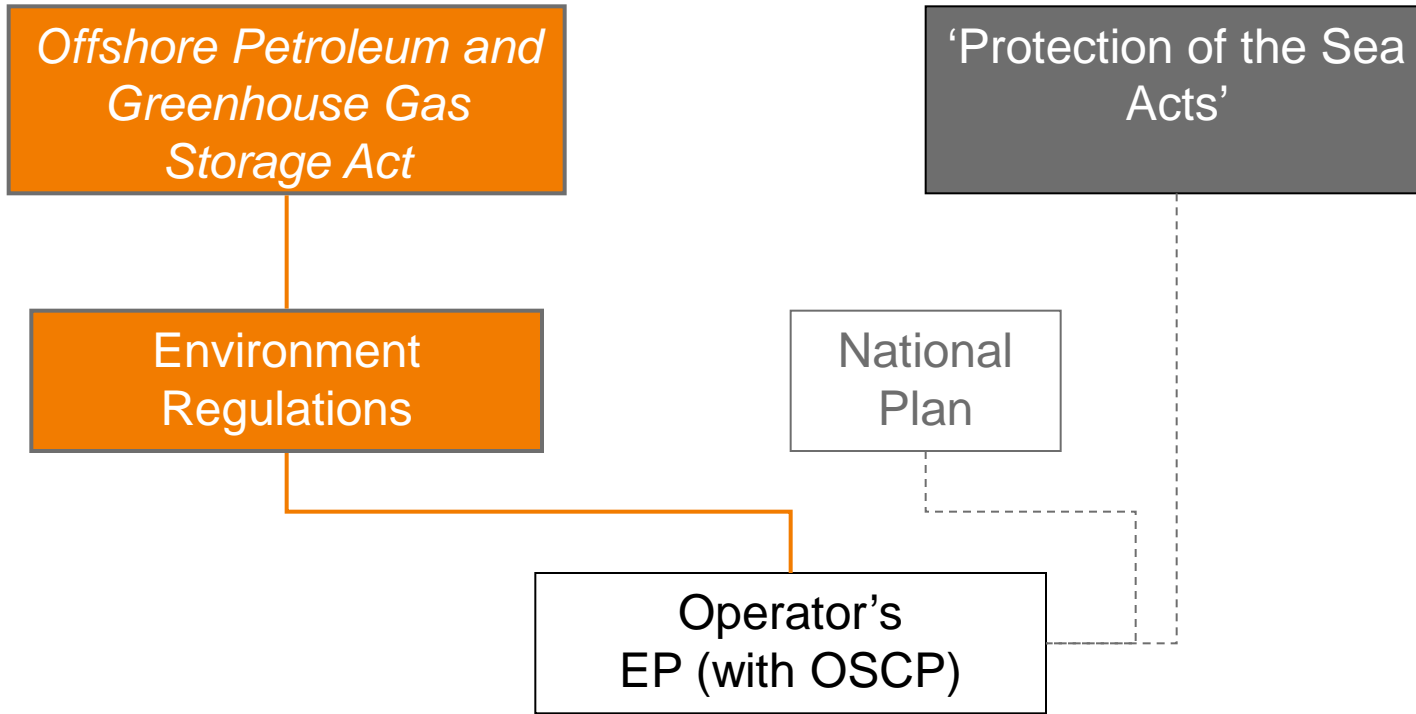 Offshore Petroleum and
Greenhouse Gas
Storage Act
‘Protection of the Sea
Acts’
Environment
Regulations
National
Plan
Operator’s
EP (with OSCP)